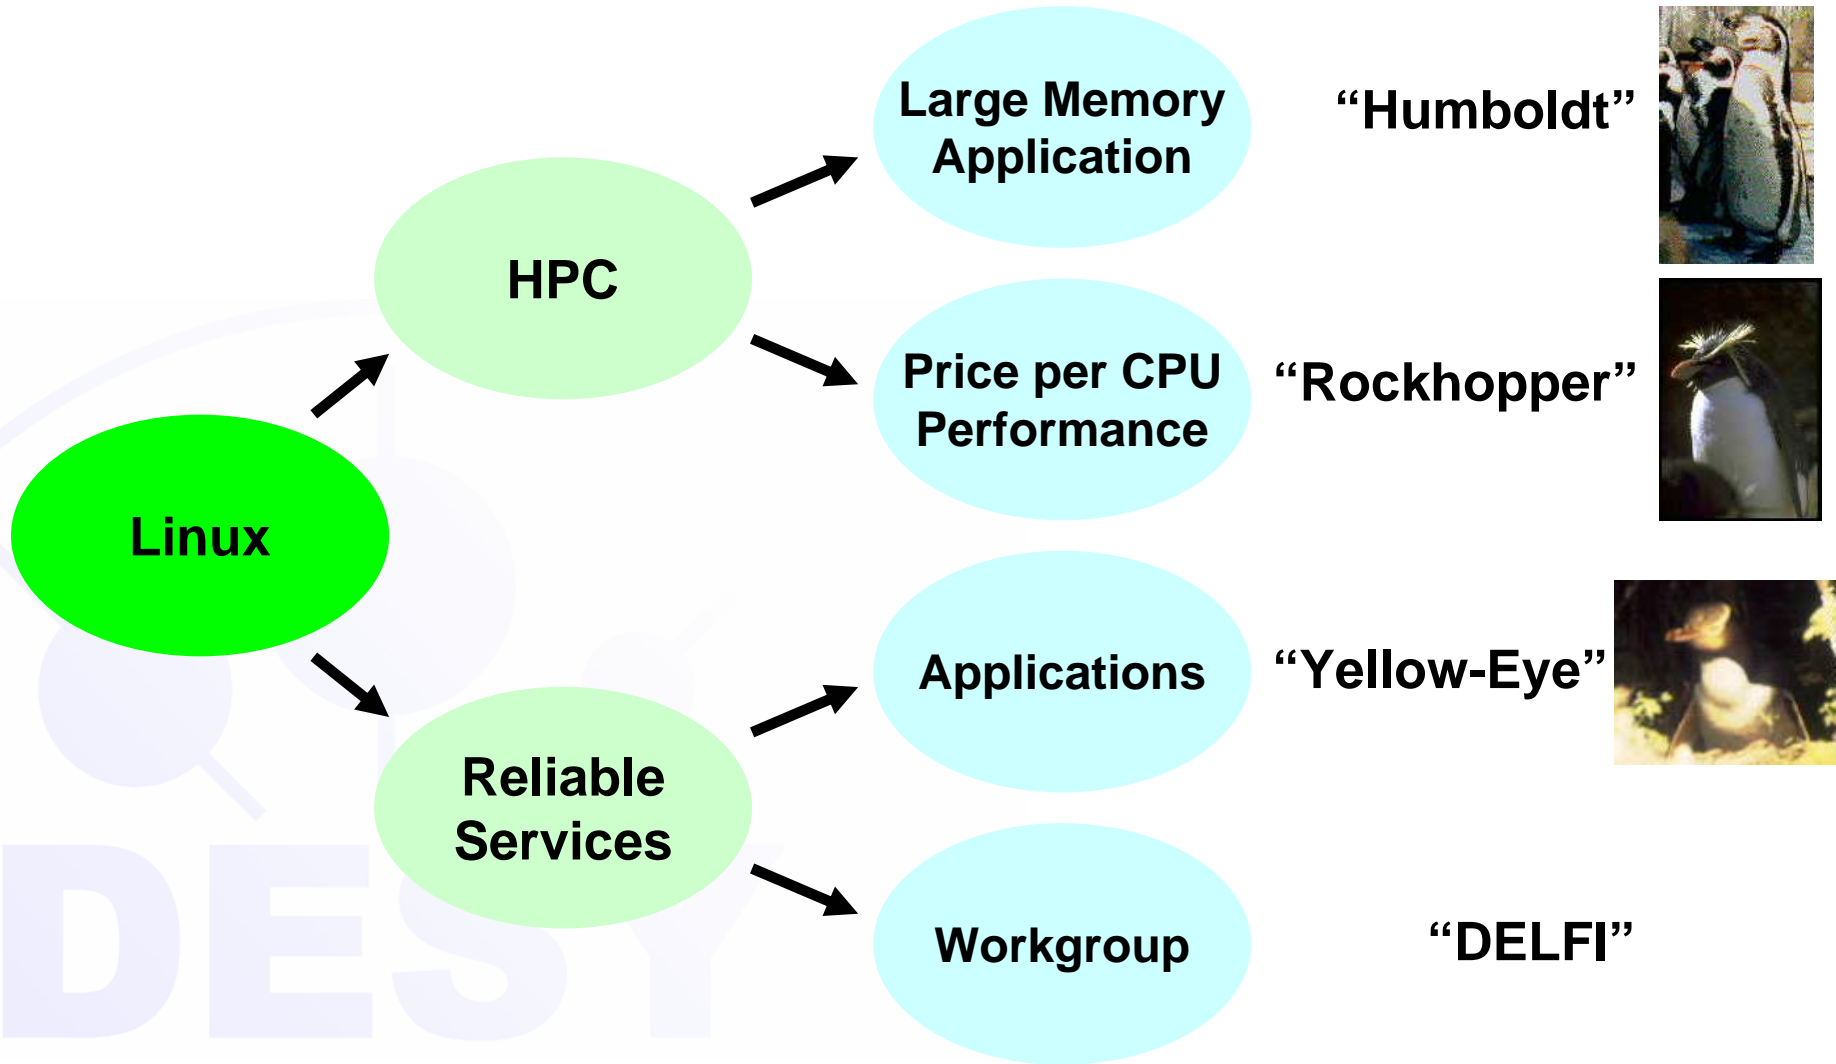 Large Memory
Application
“Humboldt”
HPC
Price per CPU
Performance
“Rockhopper”
Linux
Applications
“Yellow-Eye”
Reliable
Services
Workgroup
“DELFI”
DESY